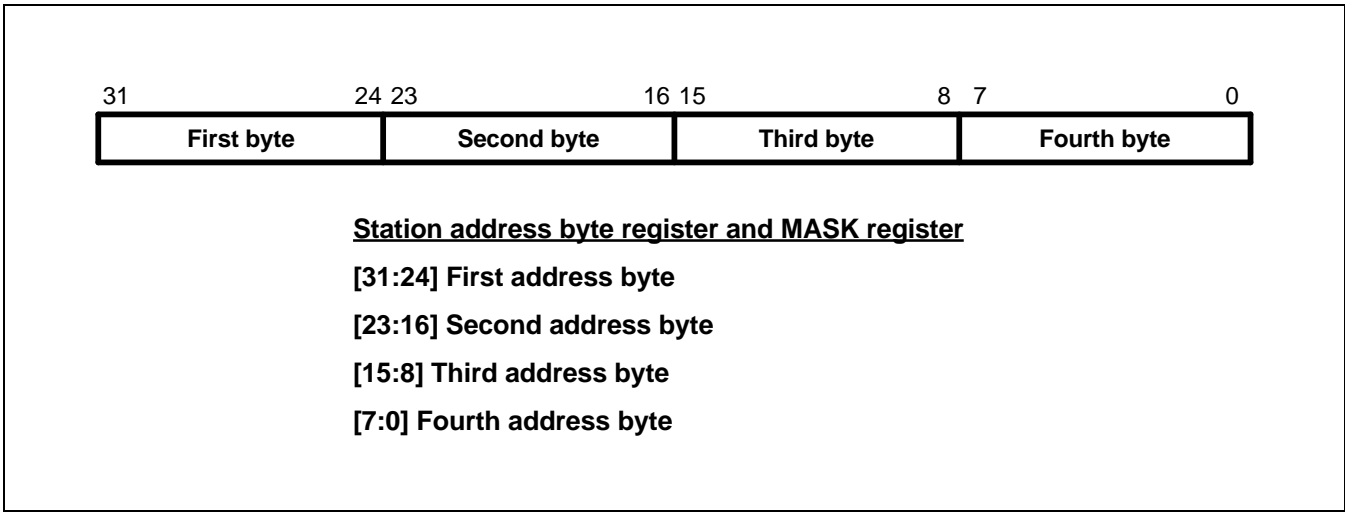 31 24 23 16 15 8 7 0
First byte Second byte Third byte Fourth byte
Station address byte register and MASK register
[31:24] First address byte
[23:16] Second address byte
[15:8] Third address byte
[7:0] Fourth address byte